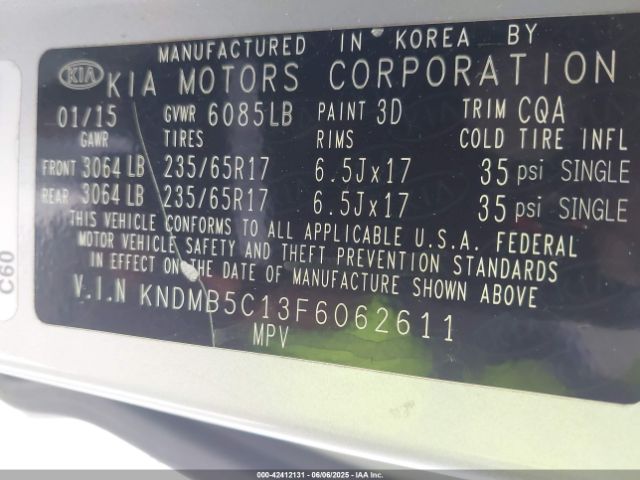 MANUFACTURED IN KOREA BY
KIA KIA MOTORS CORPORATION
01/15 GVWR 6085LB PAINT 3D TRIM CQA
GAWR TIRES RIMS COLD TIRE INFL
FRONT 3064 LB 235/65R17 6.5Jx17 35 psi SINGLE
REAR 3064 LB 235/65R17 6.5Jx17 35 psi SINGLE
THIS VEHICLE CONFORMS TO ALL APPLICABLE U.S.A. FEDERAL
MOTOR VEHICLE SAFETY AND THEFT PREVENTION STANDARDS
IN EFFECT ON THE DATE OF MANUFACTURE SHOWN ABOVE
V.I.N KNDMB5C13F6062611
MPV
C60
000-42412131 - 06/06/2025 - IAAI.COM